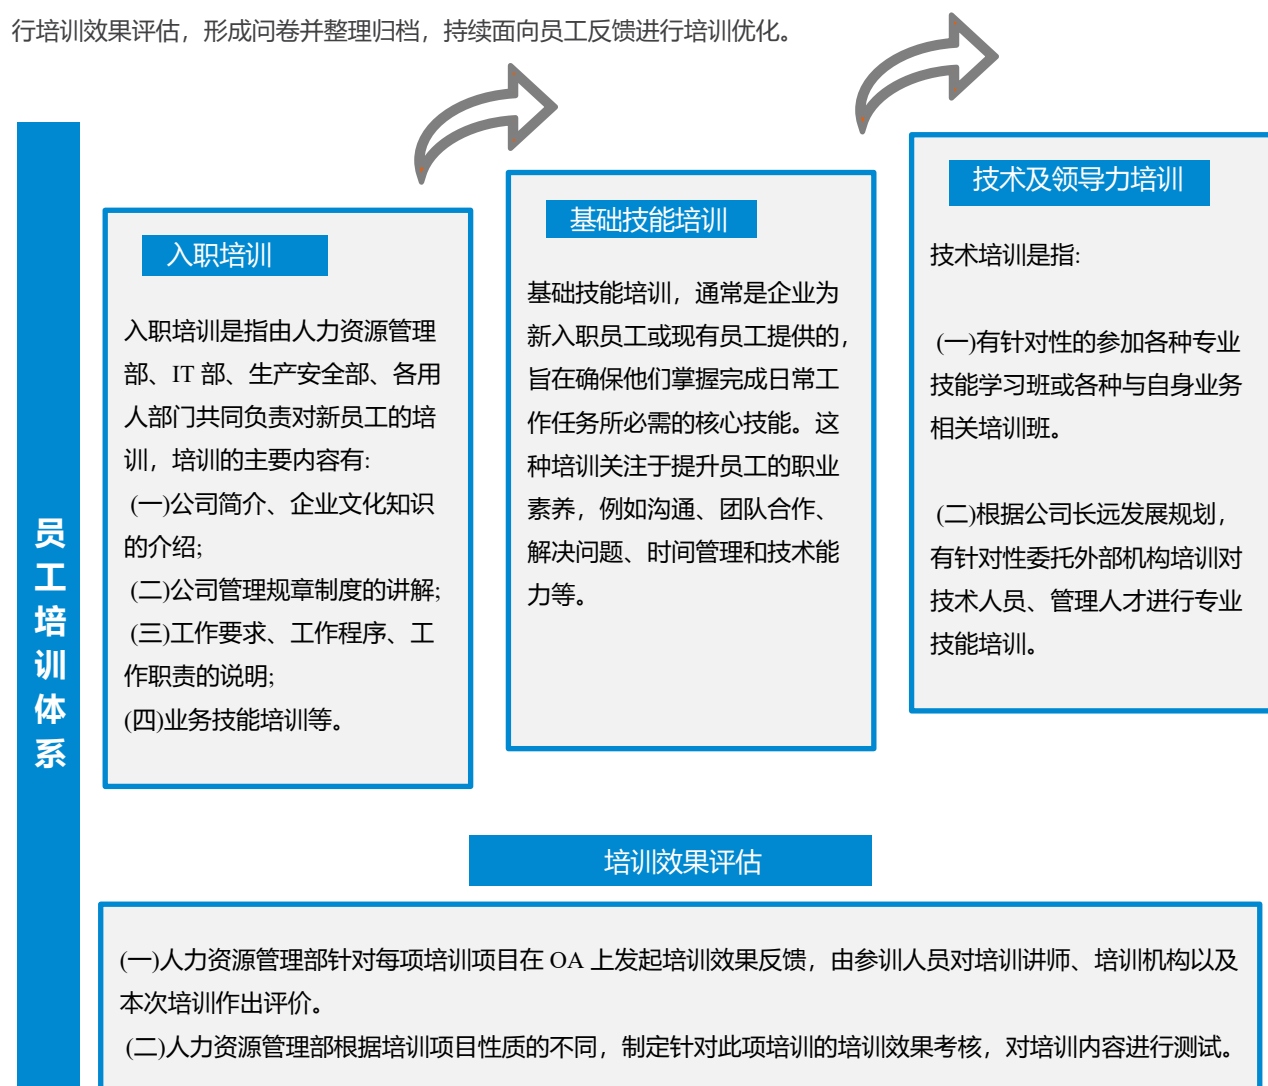 行培训效果评估，形成问卷并整理归档，持续面向员工反馈进行培训优化。
员工培训体系
入职培训
入职培训是指由人力资源管理
部、IT 部、生产安全部、各用
人部门共同负责对新员工的培
训，培训的主要内容有:
(一)公司简介、企业文化知识
的介绍;
(二)公司管理规章制度的讲解;
(三)工作要求、工作程序、工
作职责的说明;
(四)业务技能培训等。
基础技能培训
基础技能培训，通常是企业为
新入职员工或现有员工提供的，
旨在确保他们掌握完成日常工
作任务所必需的核心技能。这
种培训关注于提升员工的职业
素养，例如沟通、团队合作、
解决问题、时间管理和技术能
力等。
技术及领导力培训
技术培训是指:
(一)有针对性的参加各种专业
技能学习班或各种与自身业务
相关培训班。
(二)根据公司长远发展规划，
有针对性委托外部机构培训对
技术人员、管理人才进行专业
技能培训。
培训效果评估
(一)人力资源管理部针对每项培训项目在 OA 上发起培训效果反馈，由参训人员对培训讲师、培训机构以及
本次培训作出评价。
(二)人力资源管理部根据培训项目性质的不同，制定针对此项培训的培训效果考核，对培训内容进行测试。